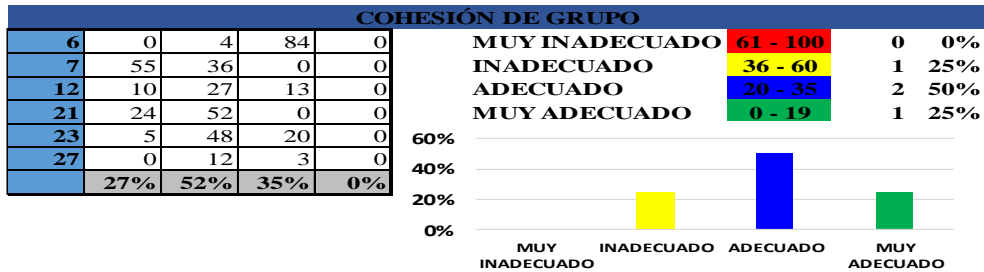 COHESIÓN DE GRUPO
6 0 4 84 0
7 55 36 0 0
12 10 27 13 0
21 24 52 0 0
23 5 48 20 0
27 0 12 3 0
27% 52% 35% 0%
MUY INADECUADO 61 - 100 0 0%
INADECUADO 36 - 60 1 25%
ADECUADO 20 - 35 2 50%
MUY ADECUADO 0 - 19 1 25%
60%
40%
20%
0%
MUY INADECUADO
INADECUADO
ADECUADO
MUY ADECUADO